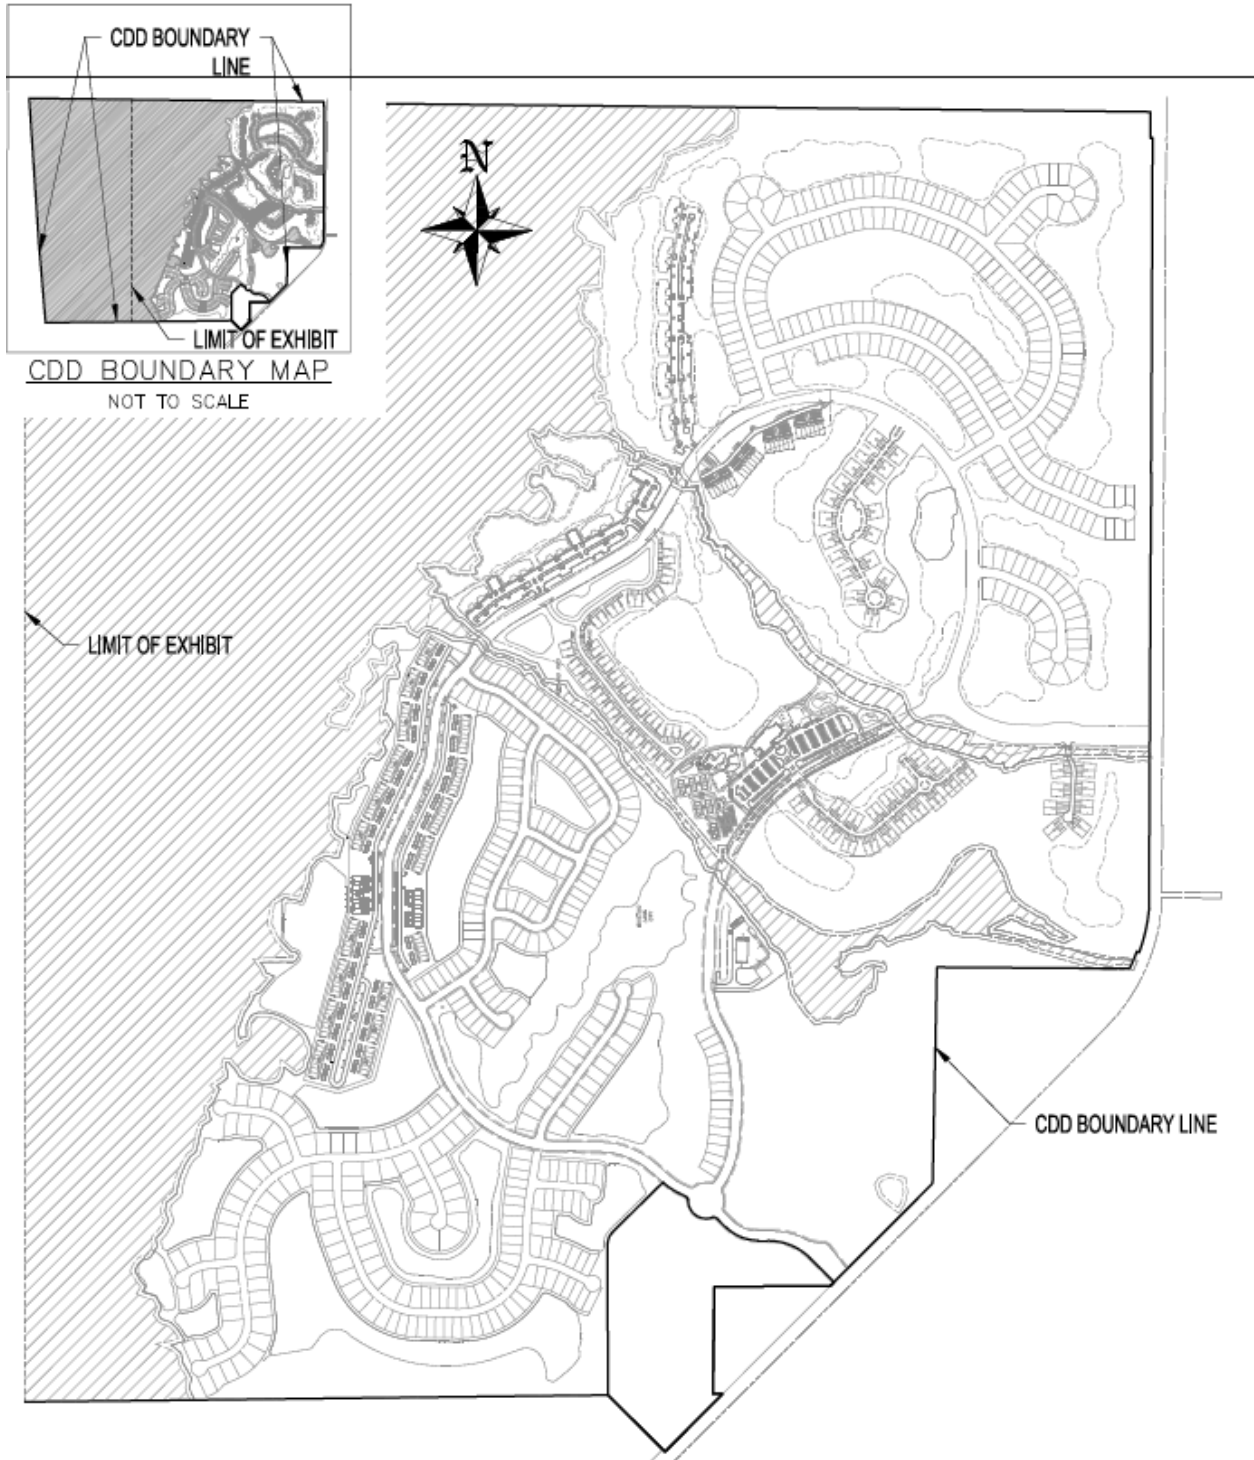 CDD BOUNDARY
LINE
LIMIT OF EXHIBIT
CDD BOUNDARY MAP
NOT TO SCALE
N
LIMIT OF EXHIBIT
CDD BOUNDARY LINE